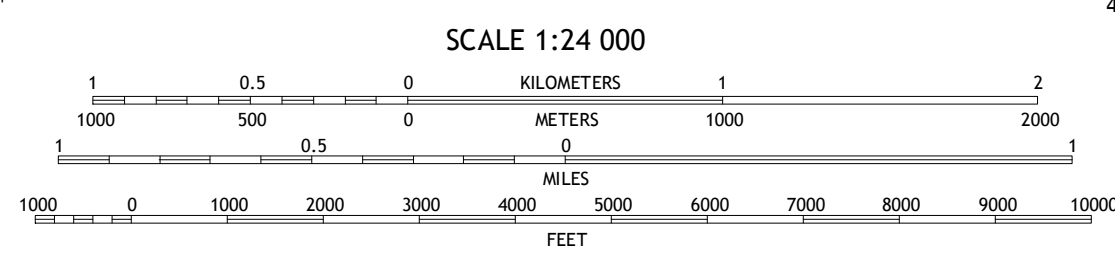 4
SCALE 1:24 000
1 0.5 0 KILOMETERS 1 2
1000 500 0 METERS 1000 2000
1 0.5 0 1
MILES
1000 0 1000 2000 3000 4000 5000 6000 7000 8000 9000 10000
FEET